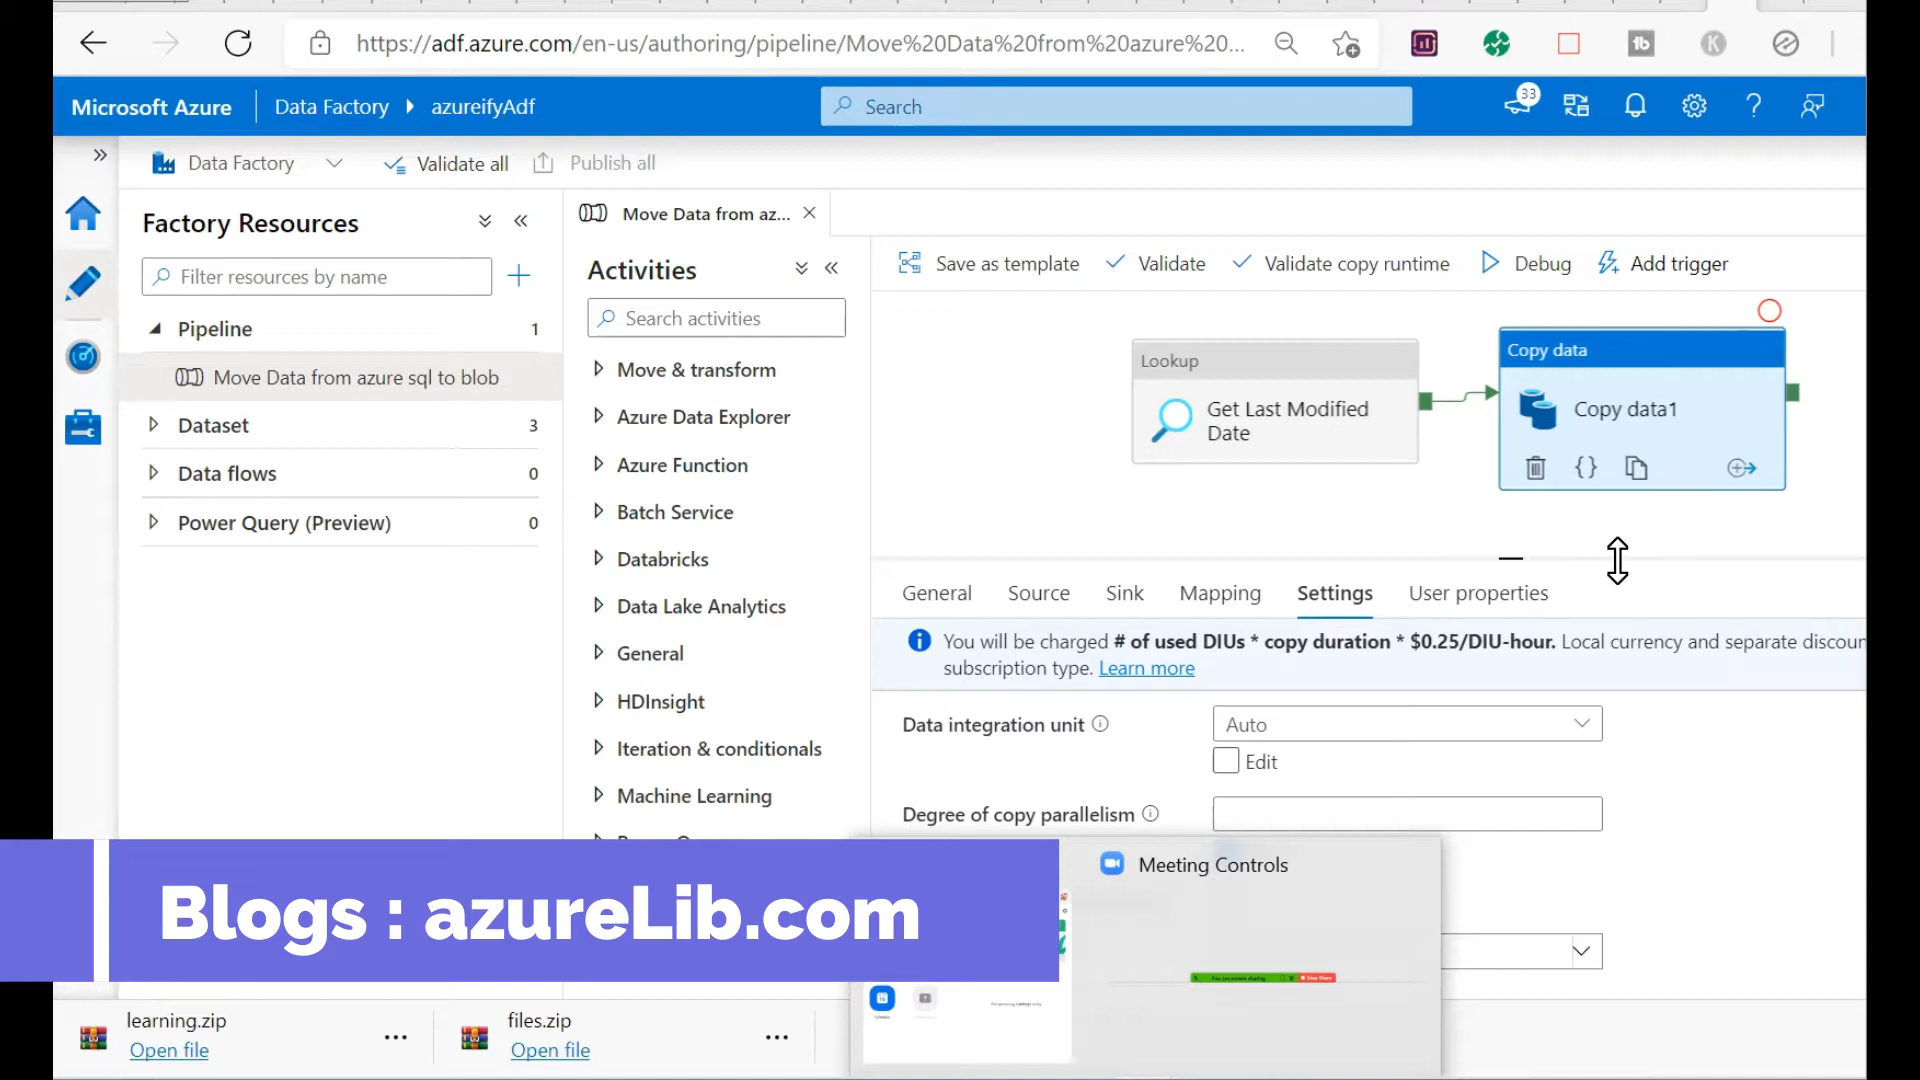 https://adf.azure.com/en-us/authoring/pipeline/Move%20Data%20from%20azure%20...
Microsoft Azure
Data Factory
azureifyAdf
Search
33
Data Factory
Validate all
Publish all
Factory Resources
Filter resources by name
Pipeline
1
Move Data from azure sql to blob
Dataset
3
Data flows
0
Power Query (Preview)
0
Move Data from az...
Activities
Search activities
Move & transform
Azure Data Explorer
Azure Function
Batch Service
Databricks
Data Lake Analytics
General
HDInsight
Iteration & conditionals
Machine Learning
Save as template
Validate
Validate copy runtime
Debug
Add trigger
Lookup
Get Last Modified
Date
Copy data
Copy data1
General
Source
Sink
Mapping
Settings
User properties
You will be charged # of used DIUs * copy duration * $0.25/DIU-hour. Local currency and separate discoun
subscription type. Learn more
Data integration unit
Auto
Edit
Degree of copy parallelism
Meeting Controls
Blogs : azureLib.com
learning.zip
Open file
files.zip
Open file